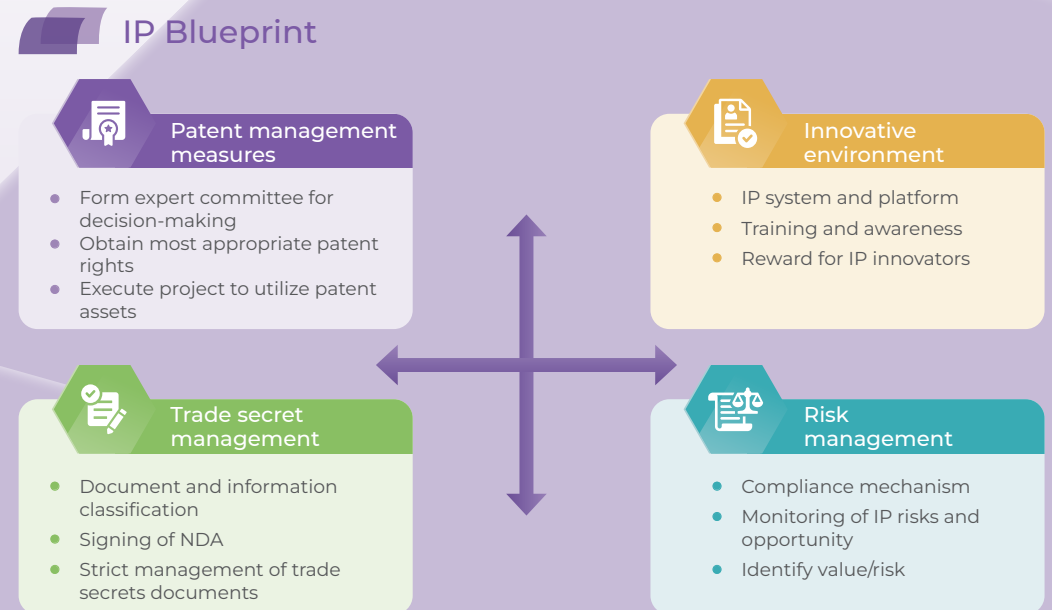 IP Blueprint
Patent management
measures
Form expert committee for
decision-making
Obtain most appropriate patent
rights
Execute project to utilize patent
assets
Innovative
environment
IP system and platform
Training and awareness
Reward for IP innovators
Trade secret
management
Document and information
classification
Signing of NDA
Strict management of trade
secrets documents
Risk
management
Compliance mechanism
Monitoring of IP risks and
opportunity
Identify value/risk